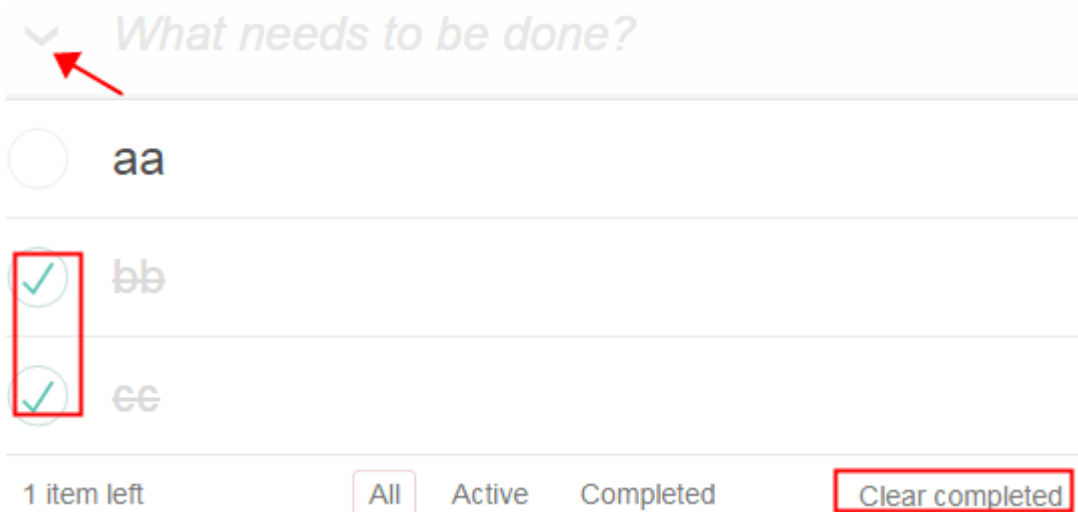 What needs to be done?
aa
bb
cc
1 item left All Active Completed Clear completed